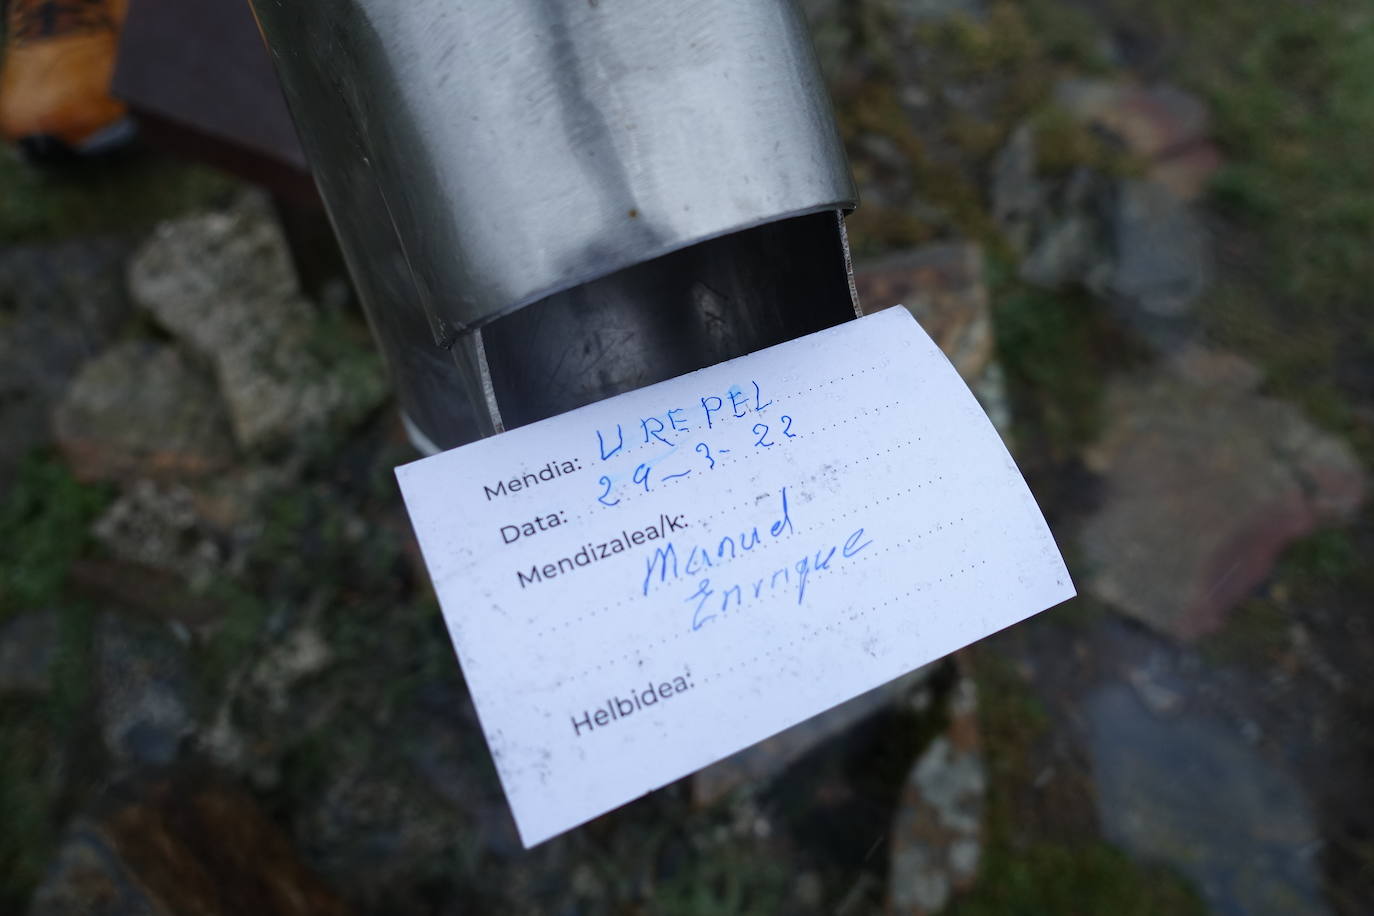 Mendia: UREPEL
Data: 29-3-22
Mendizalea/k:
Manuel
Enrique
Helbidea: